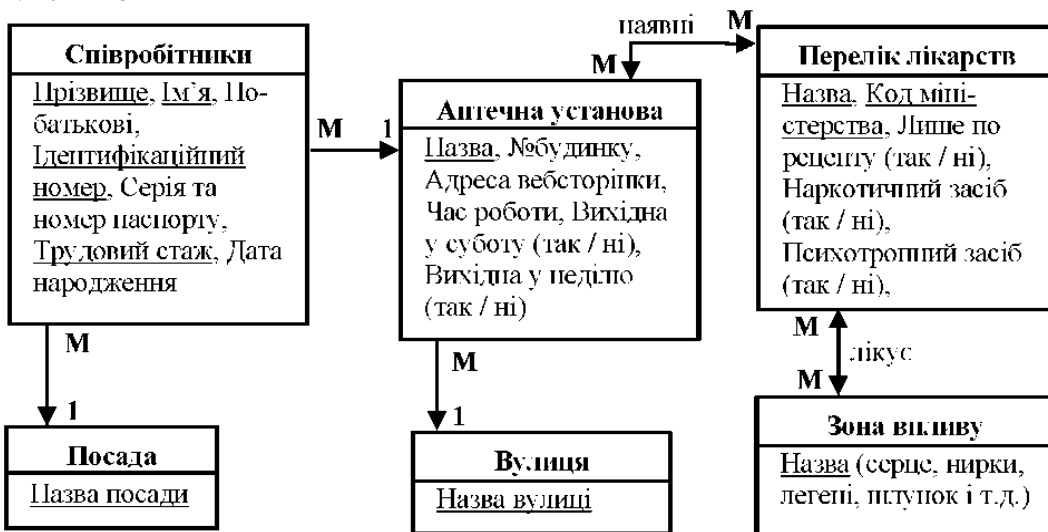 Співробітники
Прізвище, Ім'я, По-
батькові,
Ідентифікаційний
номер, Серія та
номер паспорту,
Трудовий стаж, Дата
народження
М
1
Аптечна установа
Назва, №будинку,
Адреса вебсторінки,
Час роботи, Вихідна
у суботу (так / ні),
Вихідна у неділю
(так / ні)
наявні
М
М
Перелік лікарств
Назва, Код міні-
стерства, Лише по
рецепту (так / ні),
Наркотичний засіб
(так / ні),
Психотропний засіб
(так / ні),
М
1
Посада
Назва посади
М
1
Вулиця
Назва вулиці
М
лікує
М
Зона впливу
Назва (серце, нирки,
легені, шлунок і т.д.)